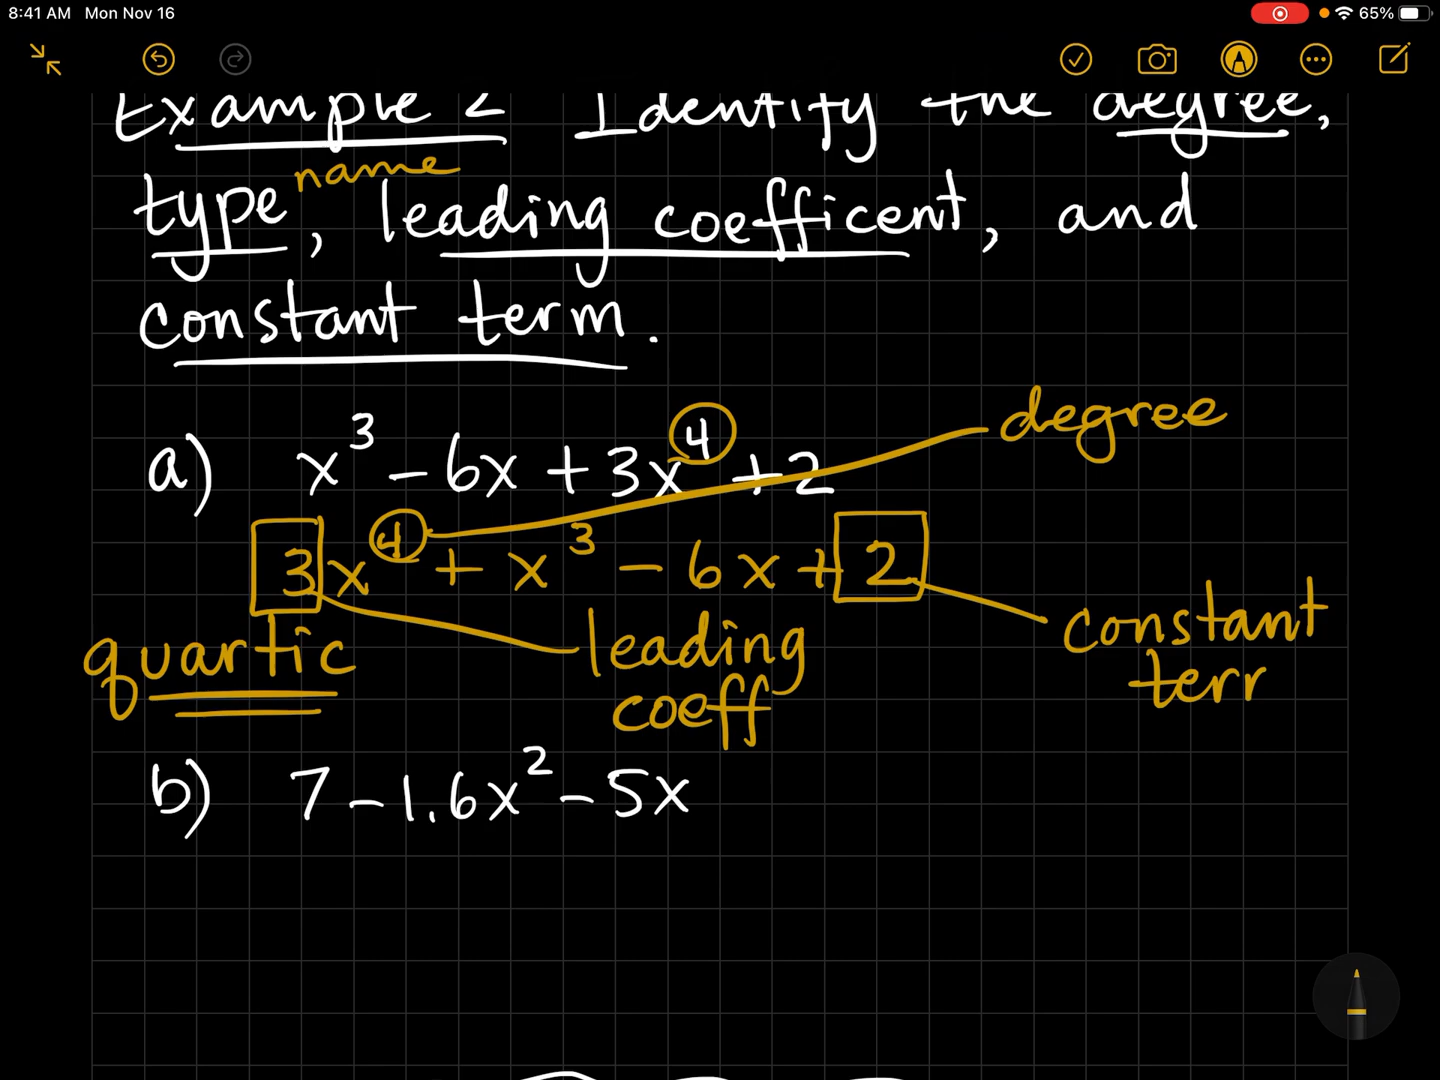 8:41 AM Mon Nov 16
65%
Example 2 Identify the degree,
name
type, leading coefficent, and
constant term.
degree
a) x³ - 6x + 3x⁴ + 2
3x⁴ + x³ - 6x + 2
quartic
leading
coeff
constant
terr
b) 7 - 1.6x² - 5x